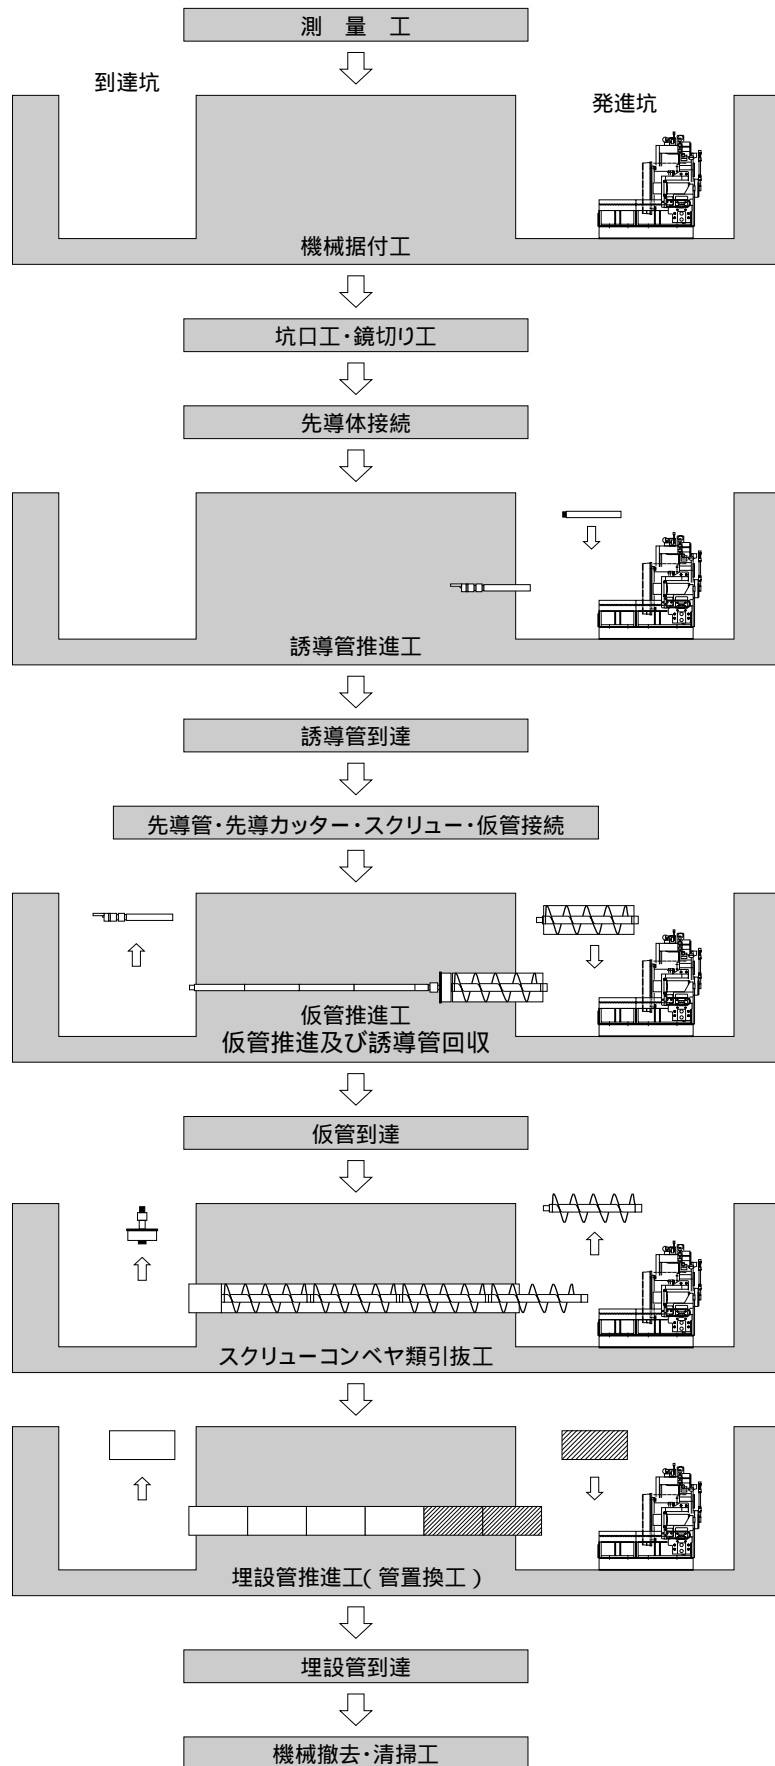 測 量 工
到達坑
発進坑
機械据付工
坑口工・鏡切り工
先導体接続
誘導管推進工
誘導管到達
先導管・先導カッター・スクリュー・仮管接続
仮管推進工
仮管推進及び誘導管回収
仮管到達
スクリューコンベヤ類引抜工
埋設管推進工(管置換工)
埋設管到達
機械撤去・清掃工